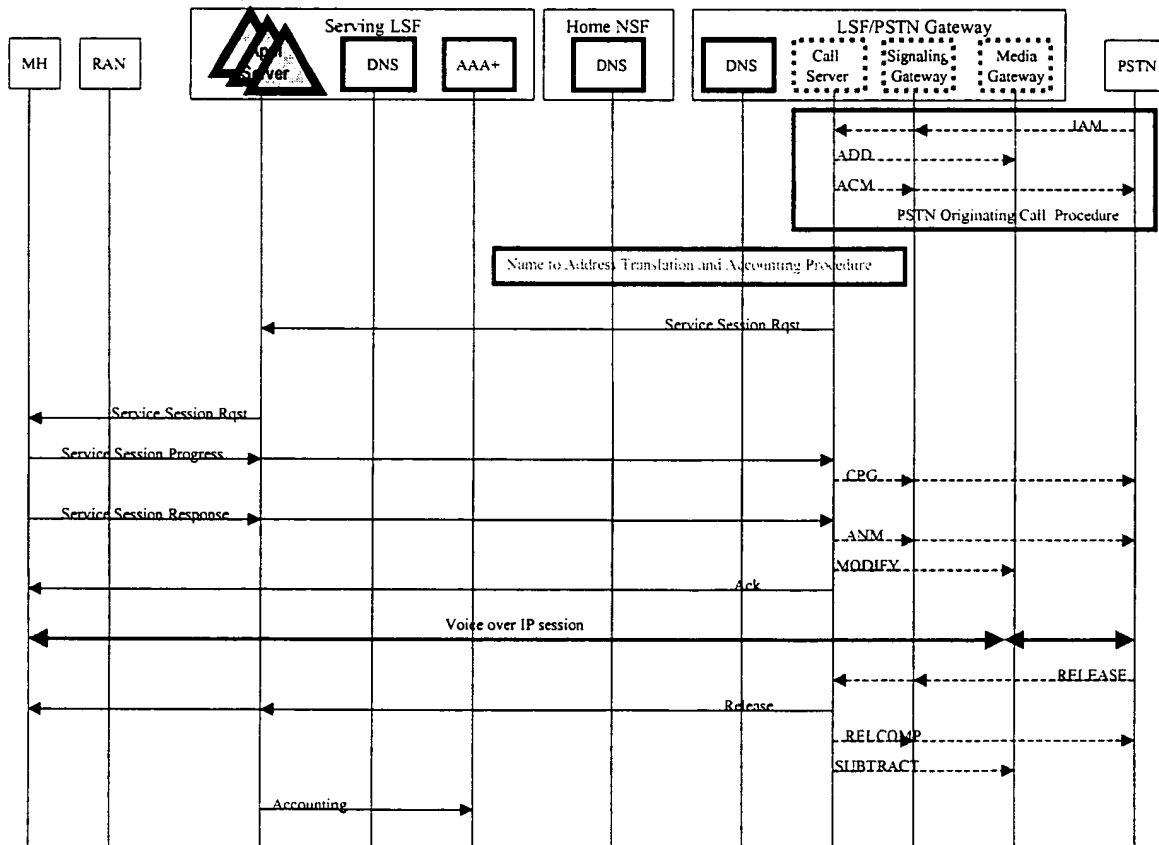 Serving LSF
Home NSF
LSF/PSTN Gateway
MH
RAN
Appl
Server
DNS
AAA+
DNS
DNS
Call
Server
Signaling
Gateway
Media
Gateway
PSTN
IAM
ADD
ACM
PSTN Originating Call Procedure
Name to Address Translation and Accounting Procedure
Service Session Rqst
Service Session Rqst
Service Session Progress
CPG
Service Session Response
ANM
MODIFY
Ack
Voice over IP session
RELEASE
Release
RELCOMP
SUBTRACT
Accounting